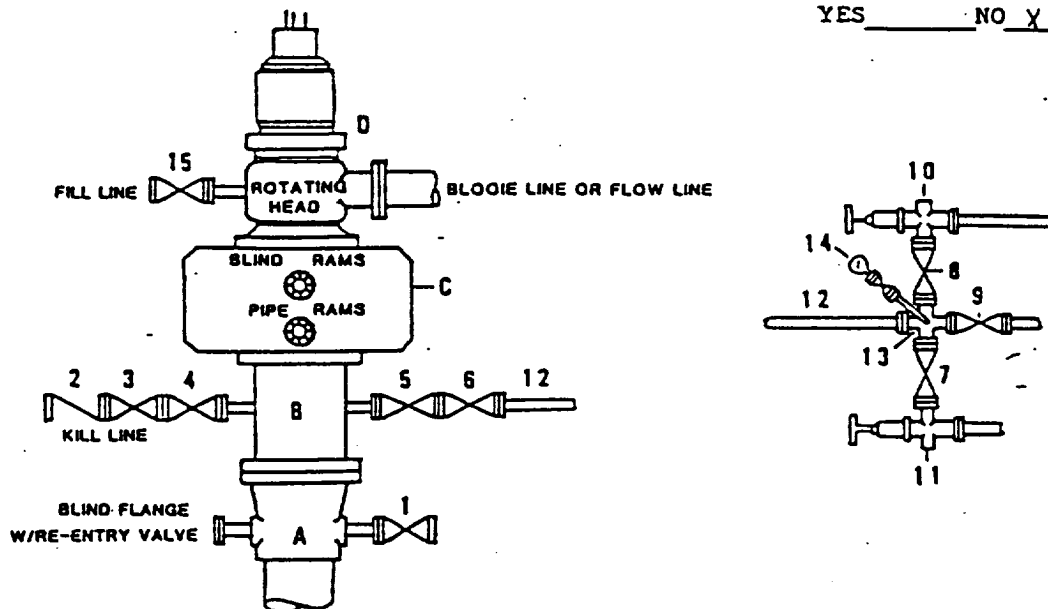 YES NO X
D
15
FILL LINE
ROTATING
HEAD
BLOOIE LINE OR FLOW LINE
10
BLIND RAMS
C
PIPE RAMS
14
8
12
9
13
2 3 4
5 6 12
B
7
KILL LINE
11
BLIND FLANGE
W/RE-ENTRY VALVE
1
A